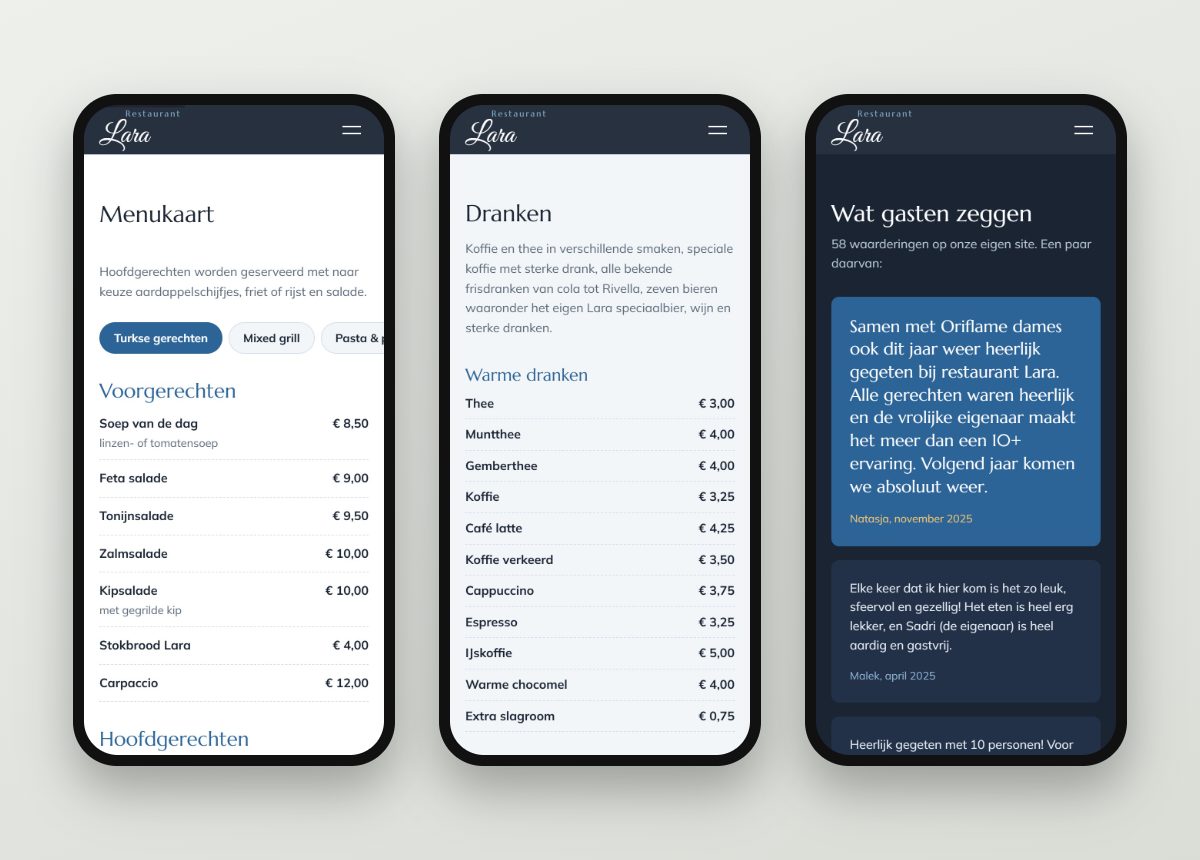 Restaurant
Lara
Menukaart
Hoofdgerechten worden geserveerd met naar
keuze aardappelschijfjes, friet of rijst en salade.
Turkse gerechten
Mixed grill
Pasta &
Voorgerechten
Soep van de dag € 8,50
linzen- of tomatensoep
Feta salade € 9,00
Tonijnsalade € 9,50
Zalmsalade € 10,00
Kipsalade € 10,00
met gegrilde kip
Stokbrood Lara € 4,00
Carpaccio € 12,00
Hoofdgerechten
Restaurant
Lara
Dranken
Koffie en thee in verschillende smaken, speciale
koffie met sterke drank, alle bekende
frisdranken van cola tot Rivella, zeven bieren
waaronder het eigen Lara speciaalbier, wijn en
sterke dranken.
Warme dranken
Thee € 3,00
Muntthee € 4,00
Gemberthee € 4,00
Koffie € 3,25
Café latte € 4,25
Koffie verkeerd € 3,50
Cappuccino € 3,75
Espresso € 3,25
IJskoffie € 5,00
Warme chocomel € 4,00
Extra slagroom € 0,75
Restaurant
Lara
Wat gasten zeggen
58 waarderingen op onze eigen site. Een paar
daarvan:
Samen met Oriflame dames
ook dit jaar weer heerlijk
gegeten bij restaurant Lara.
Alle gerechten waren heerlijk
en de vrolijke eigenaar maakt
het meer dan een 10+
ervaring. Volgend jaar komen
we absoluut weer.
Natasja, november 2025
Elke keer dat ik hier kom is het zo leuk,
sfeervol en gezellig! Het eten is heel erg
lekker, en Sadri (de eigenaar) is heel
aardig en gastvrij.
Malek, april 2025
Heerlijk gegeten met 10 personen! Voor